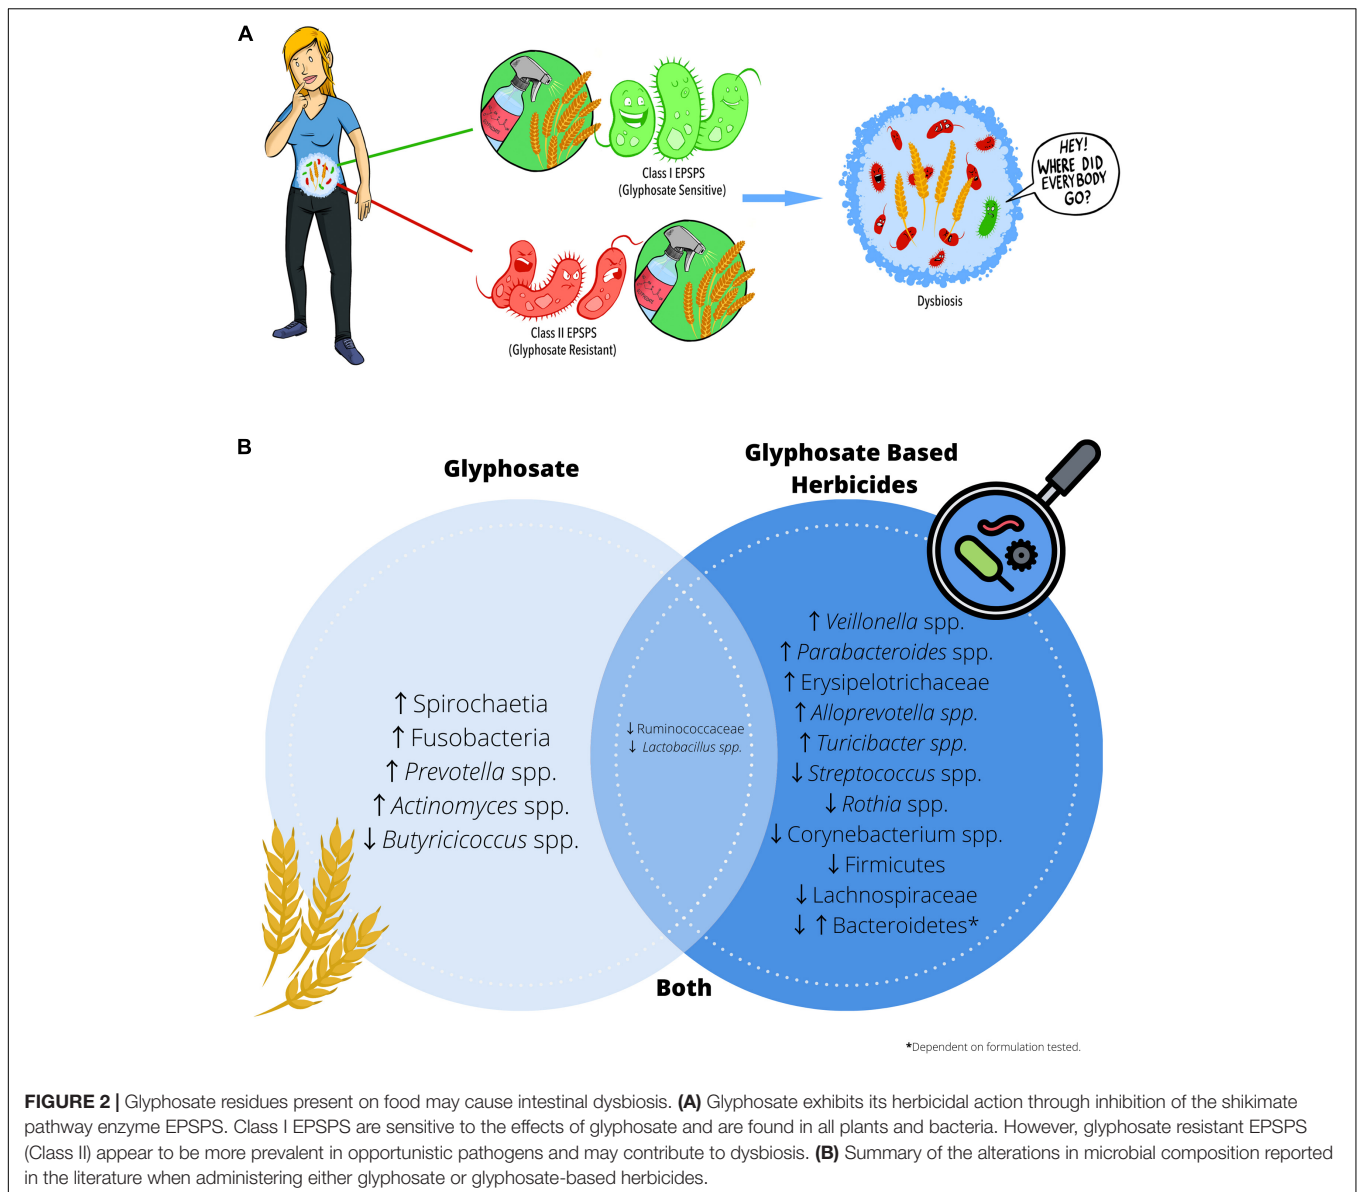 A
Class I EPSPS
(Glyphosate Sensitive)
HEY!
WHERE DID
EVERYBODY
GO?
Class II EPSPS
(Glyphosate Resistant)
Dysbiosis
B
Glyphosate
Glyphosate Based
Herbicides
↑ Spirochaetia
↑ Fusobacteria
↑ Prevotella spp.
↑ Actinomyces spp.
↓ Butyricicoccus spp.
↓ Ruminococcaceae
↓ Lactobacillus spp.
↑ Veillonella spp.
↑ Parabacteroides spp.
↑ Erysipelotrichaceae
↑ Alloprevotella spp.
↑ Turicibacter spp.
↓ Streptococcus spp.
↓ Rothia spp.
↓ Corynebacterium spp.
↓ Firmicutes
↓ Lachnospiraceae
↓ ↑ Bacteroidetes*
Both
*Dependent on formulation tested.
FIGURE 2 | Glyphosate residues present on food may cause intestinal dysbiosis. (A) Glyphosate exhibits its herbicidal action through inhibition of the shikimate
pathway enzyme EPSPS. Class I EPSPS are sensitive to the effects of glyphosate and are found in all plants and bacteria. However, glyphosate resistant EPSPS
(Class II) appear to be more prevalent in opportunistic pathogens and may contribute to dysbiosis. (B) Summary of the alterations in microbial composition reported
in the literature when administering either glyphosate or glyphosate-based herbicides.